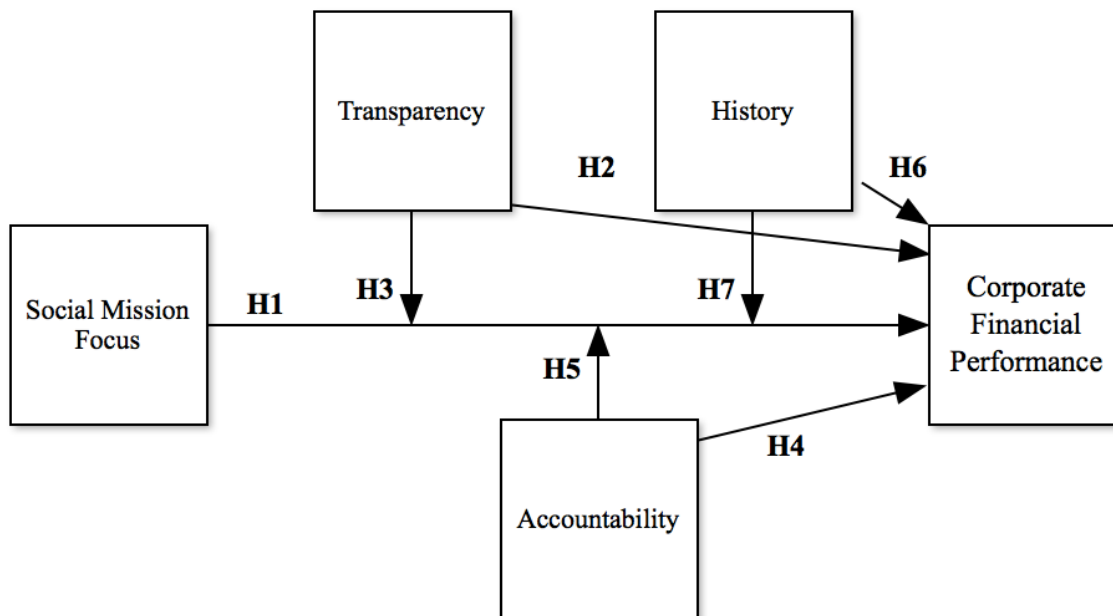 Transparency
History
H2
H6
Social Mission
Focus
H1
H3
H7
Corporate
Financial
Performance
H5
H4
Accountability